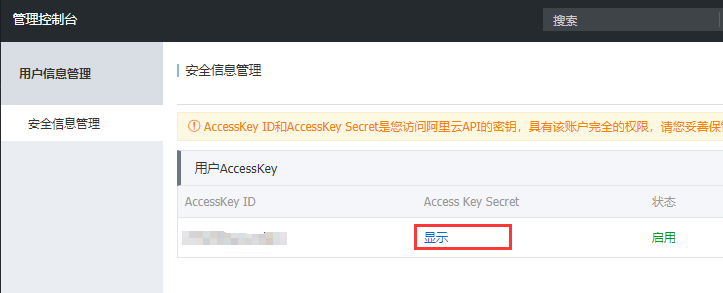 管理控制台
搜索
用户信息管理
安全信息管理
安全信息管理
AccessKey ID和AccessKey Secret是您访问阿里云API的密钥，具有该账户完全的权限，请您妥善保
用户AccessKey
AccessKey ID Access Key Secret 状态
显示 启用